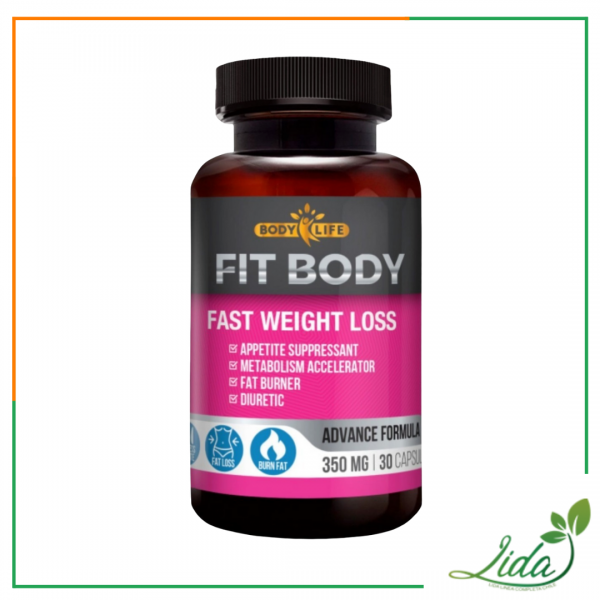 BODY LIFE
FIT BODY
FAST WEIGHT LOSS
APPETITE SUPPRESSANT
METABOLISM ACCELERATOR
FAT BURNER
DIURETIC
FAT LOSS
BURN FAT
ADVANCE FORMULA
350 MG | 30 CAPSU
Lida